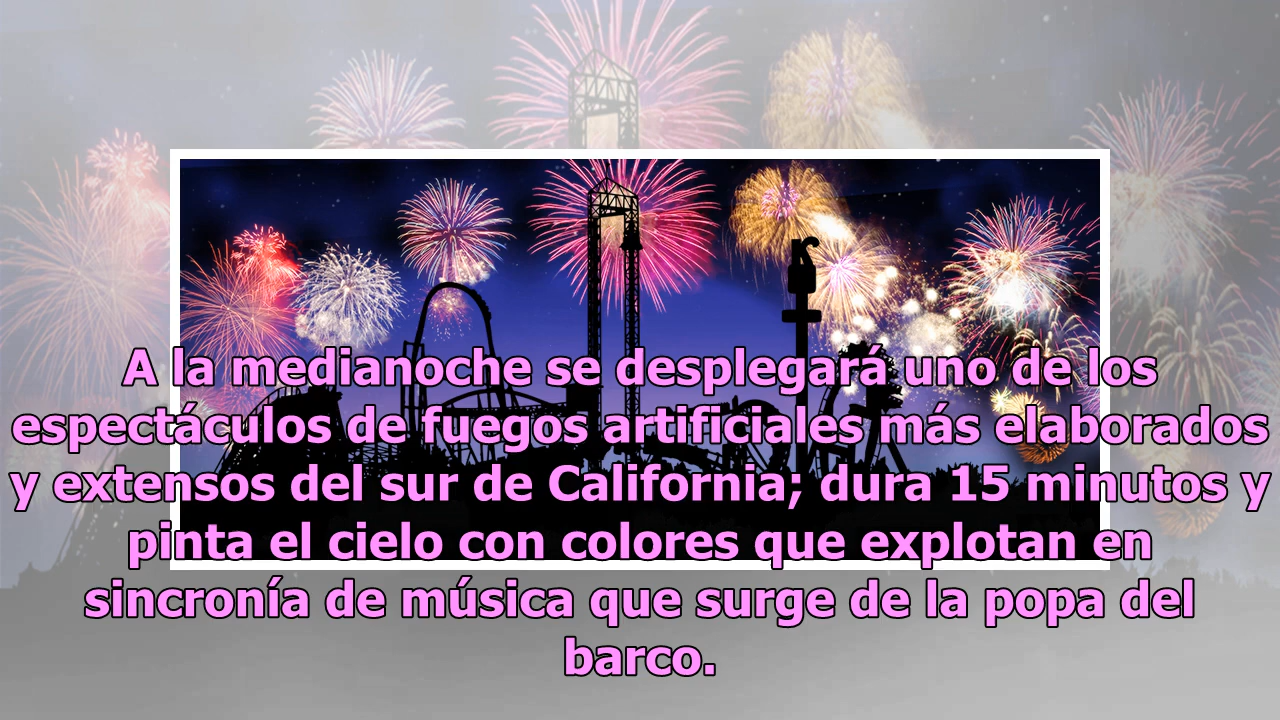 A la medianoche se desplegará uno de los
espectáculos de fuegos artificiales más elaborados
y extensos del sur de California; dura 15 minutos y
pinta el cielo con colores que explotan en
sincronía de música que surge de la popa del
barco.